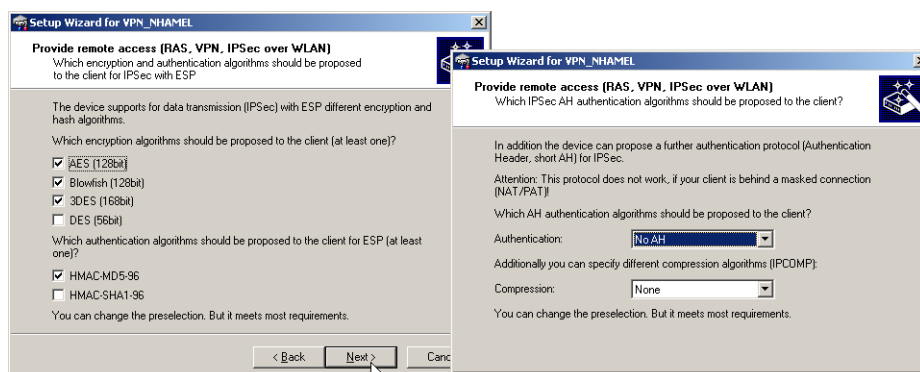 Setup Wizard for VPN_NHAMEL
Provide remote access (RAS, VPN, IPSec over WLAN)
Which encryption and authentication algorithms should be proposed
to the client for IPSec with ESP
The device supports for data transmission (IPSec) with ESP different encryption and
hash algorithms.
Which encryption algorithms should be proposed to the client (at least one)?
AES (128bit)
Blowfish (128bit)
3DES (168bit)
DES (56bit)
Which authentication algorithms should be proposed to the client for ESP (at least
one)?
HMAC-MD5-96
HMAC-SHA1-96
You can change the preselection. But it meets most requirements.
< Back
Next >
Canc
Setup Wizard for VPN_NHAMEL
Provide remote access (RAS, VPN, IPSec over WLAN)
Which IPSec AH authentication algorithms should be proposed to the client?
In addition the device can propose a further authentication protocol (Authentication
Header, short AH) for IPSec.
Attention: This protocol does not work, if your client is behind a masked connection
(NAT/PAT)!
Which AH authentication algorithms should be proposed to the client?
Authentication: No AH
Additionally you can specify different compression algorithms (IPCOMP):
Compression: None
You can change the preselection. But it meets most requirements.